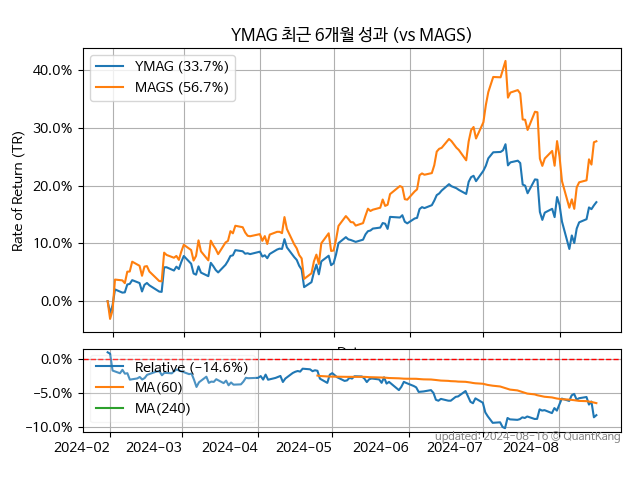 YMAG 최근 6개월 성과 (vs MAGS)
YMAG (33.7%)
MAGS (56.7%)
Rate of Return (TR)
40.0%
30.0%
20.0%
10.0%
0.0%
0.0%
−5.0%
−10.0%
Relative (−14.6%)
MA(60)
MA(240)
2024-02 2024-03 2024-04 2024-05 2024-06 2024-07 2024-08
updated: 2024-08-16 © QuantKang